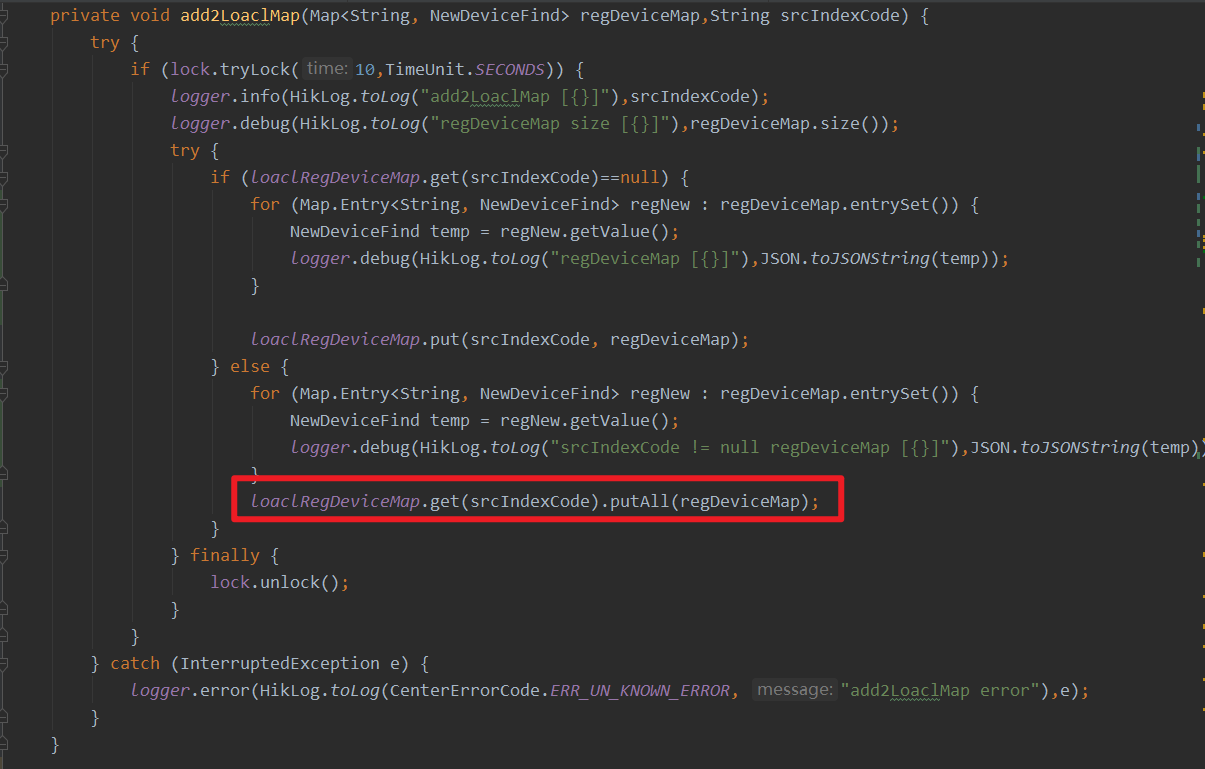 private void add2LoaclMap(Map<String, NewDeviceFind> regDeviceMap,String srcIndexCode) {
try {
if (lock.tryLock( time: 10,TimeUnit.SECONDS)) {
logger.info(HikLog.toLog("add2LoaclMap [{}]"),srcIndexCode);
logger.debug(HikLog.toLog("regDeviceMap size [{}]"),regDeviceMap.size());
try {
if (loaclRegDeviceMap.get(srcIndexCode)==null) {
for (Map.Entry<String, NewDeviceFind> regNew : regDeviceMap.entrySet()) {
NewDeviceFind temp = regNew.getValue();
logger.debug(HikLog.toLog("regDeviceMap [{}]"),JSON.toJSONString(temp));
}
loaclRegDeviceMap.put(srcIndexCode, regDeviceMap);
} else {
for (Map.Entry<String, NewDeviceFind> regNew : regDeviceMap.entrySet()) {
NewDeviceFind temp = regNew.getValue();
logger.debug(HikLog.toLog("srcIndexCode != null regDeviceMap [{}]"),JSON.toJSONString(temp)
}
loaclRegDeviceMap.get(srcIndexCode).putAll(regDeviceMap);
}
} finally {
lock.unlock();
}
}
} catch (InterruptedException e) {
logger.error(HikLog.toLog(CenterErrorCode.ERR_UN_KNOWN_ERROR, message: "add2LoaclMap error"),e);
}
}